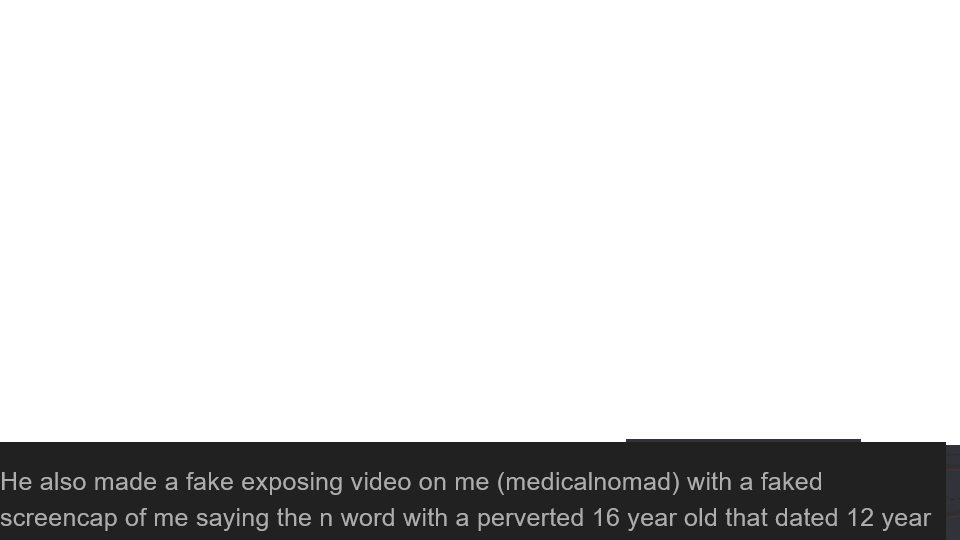 He also made a fake exposing video on me (medicalnomad) with a faked
screencap of me saying the n word with a perverted 16 year old that dated 12 year